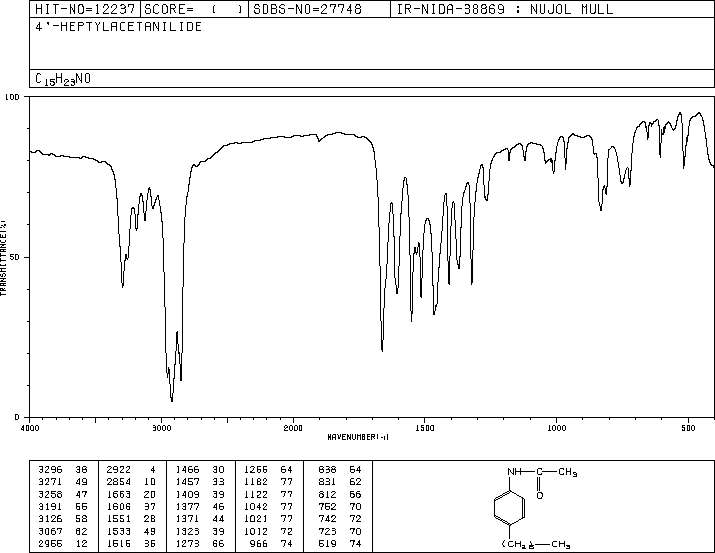 HIT-NO=12237 SCORE= ( ) SDBS-NO=27748 IR-NIDA-38869 : NUJOL MULL
4'-HEPTYLACETANILIDE
C15H23NO
100
50
0
TRANSMITTANCE(%)
4000 3000 2000 1500 1000 500
WAVENUMBER(-1)
3296 38 2922 4 1466 30 1266 64 838 64
3271 49 2854 10 1457 33 1182 77 831 62
3258 47 1663 20 1409 39 1122 77 812 66
3191 55 1606 37 1377 46 1042 77 752 70
3126 58 1551 28 1371 44 1021 77 742 72
3067 62 1533 49 1323 39 1012 72 723 70
2955 12 1515 36 1273 66 966 74 519 74
NH C CH3
O
(CH2)6 CH3